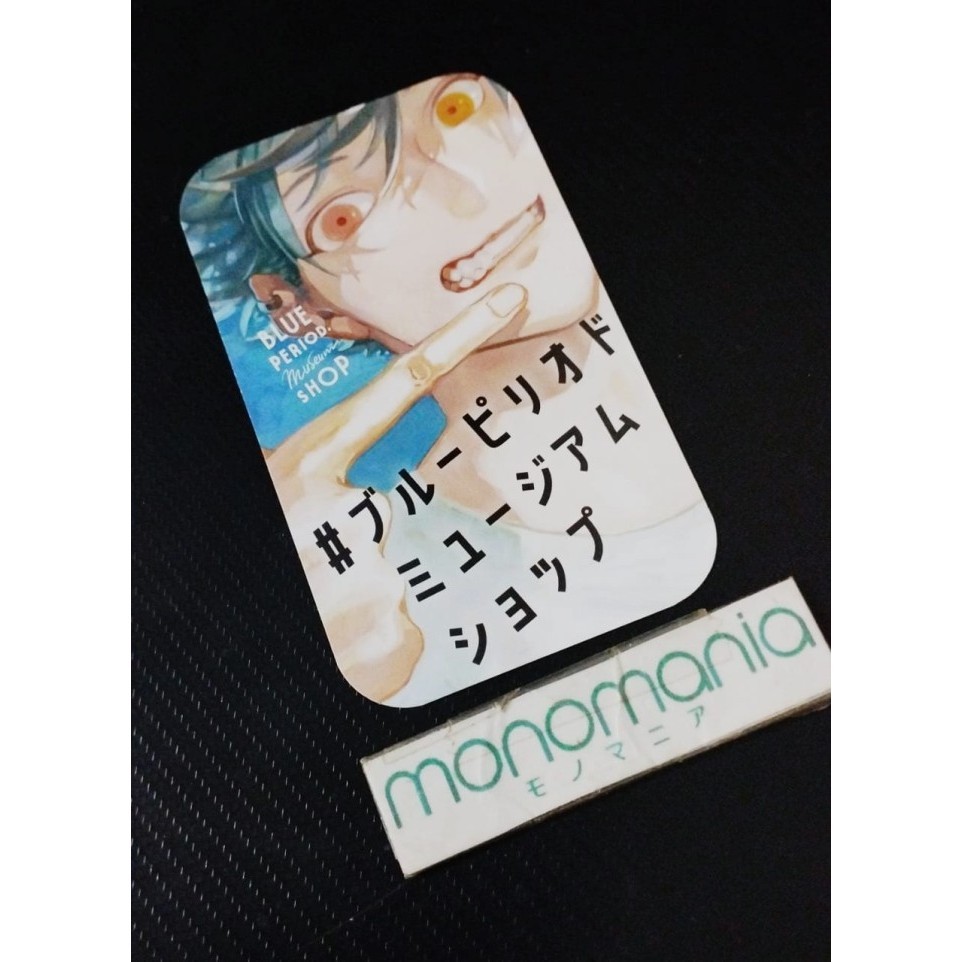 BLUE
PERIOD.
Museum
SHOP
#ブルーピリオド
ミュージアム
ショップ
monomania
モノマニア